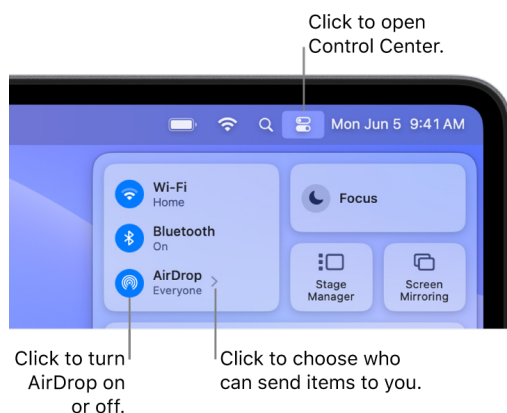 Click to open
Control Center.
Mon Jun 5 9:41 AM
Wi-Fi
Home
Bluetooth
On
AirDrop
Everyone
Focus
Stage
Manager
Screen
Mirroring
Click to turn
AirDrop on
or off.
Click to choose who
can send items to you.